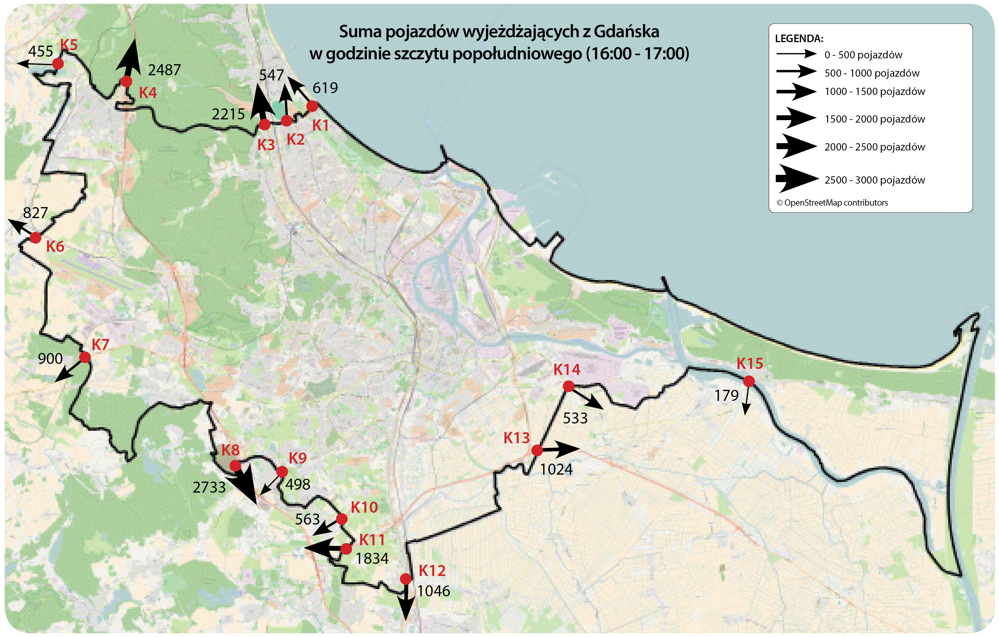 Suma pojazdów wyjeżdżających z Gdańska
w godzinie szczytu popołudniowego (16:00 - 17:00)
LEGENDA:
0 - 500 pojazdów
500 - 1000 pojazdów
1000 - 1500 pojazdów
1500 - 2000 pojazdów
2000 - 2500 pojazdów
2500 - 3000 pojazdów
© OpenStreetMap contributors
K5
455
2487
K4
547
619
2215
K1
K2
K3
827
K6
K7
900
K14
K15
179
533
K13
1024
K8
K9
2733
498
K10
563
K11
1834
K12
1046